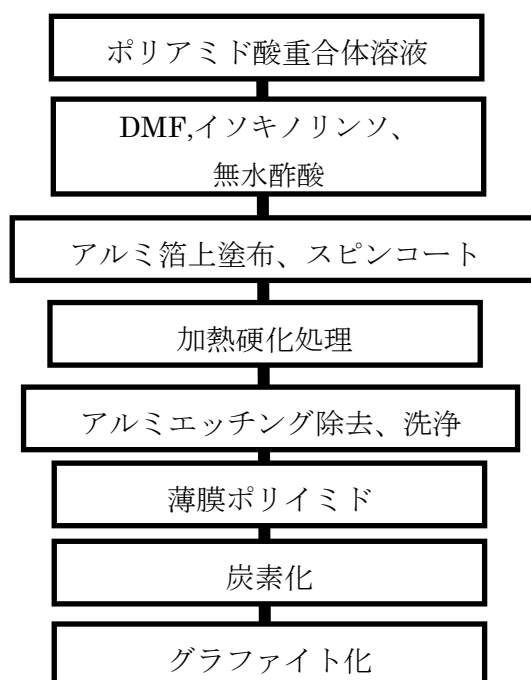 ポリアミド酸重合体溶液
DMF,イソキノリンソ、
無水酢酸
アルミ箔上塗布、スピンコート
加熱硬化処理
アルミエッチング除去、洗浄
薄膜ポリイミド
炭素化
グラファイト化